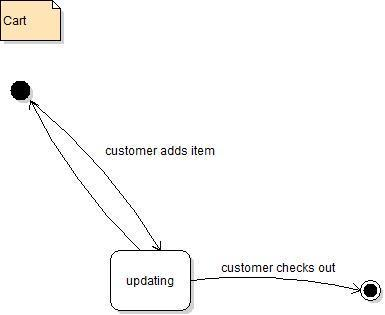 Cart
customer adds item
customer checks out
updating